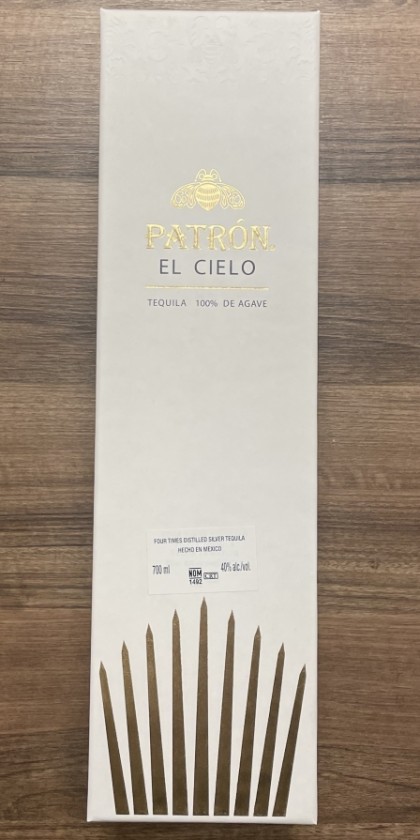 PATRÓN
EL CIELO
TEQUILA 100% DE AGAVE
FOUR TIMES DISTILLED SILVER TEQUILA
HECHO EN MEXICO
700 ml NOM CRT 40% alc./vol.
1492